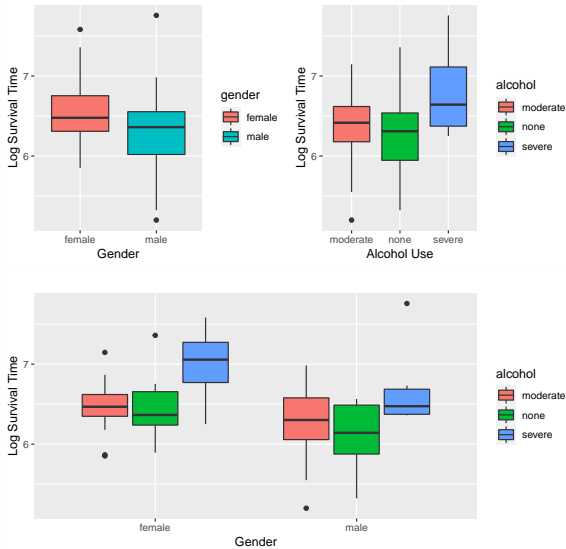 Log Survival Time
7
6
female
male
Gender
gender
female
male
Log Survival Time
7
6
moderate
none
severe
Alcohol Use
alcohol
moderate
none
severe
Log Survival Time
7
6
female
male
Gender
alcohol
moderate
none
severe